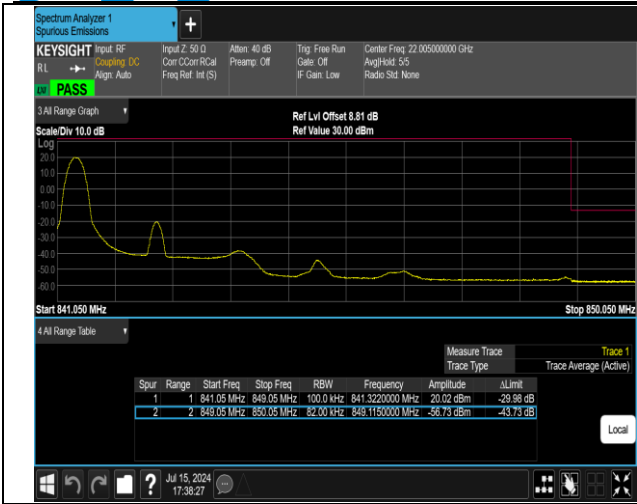 Spectrum Analyzer 1
Spurious Emissions
+
KEYSIGHT Input: RF Input Z: 50 Ω Atten: 40 dB Trig: Free Run Center Freq: 22.005000000 GHz
RL Coupling: DC Corr CCorr RCal Preamp: Off Gate: Off Avg|Hold: 5/5
Align: Auto Freq Ref: Int (S) IF Gain: Low Radio Std: None
PASS
3 All Range Graph
Ref Lvl Offset 8.81 dB
Scale/Div 10.0 dB Ref Value 30.00 dBm
Log
20.0
10.0
0.00
-10.0
-20.0
-30.0
-40.0
-50.0
-60.0
Start 841.050 MHz Stop 850.050 MHz
4 All Range Table
Measure Trace Trace 1
Trace Type Trace Average (Active)
Spur Range Start Freq Stop Freq RBW Frequency Amplitude ΔLimit
1 1 841.05 MHz 849.05 MHz 100.0 kHz 841.3220000 MHz 20.02 dBm -29.98 dB
2 2 849.05 MHz 850.05 MHz 82.00 kHz 849.1150000 MHz -56.73 dBm -43.73 dB
Local
? Jul 15, 2024
17:38:27